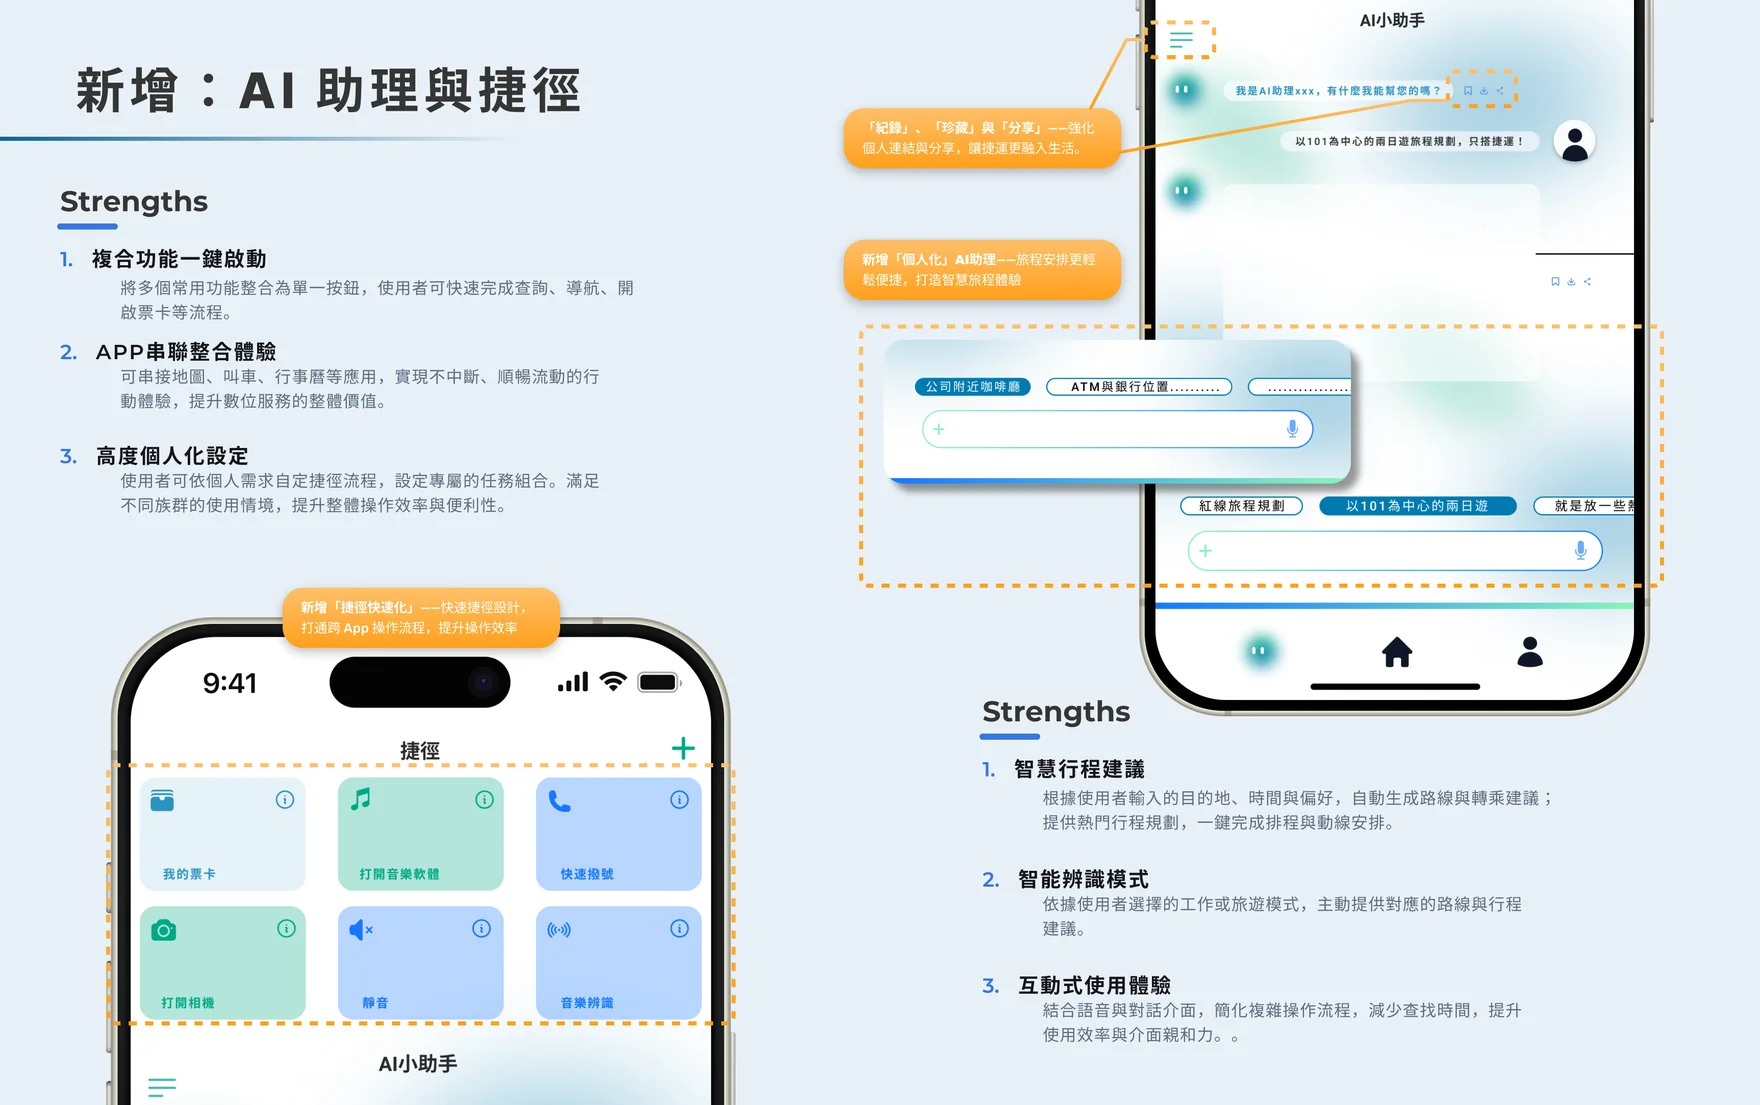 新增：AI 助理與捷徑
Strengths
1. 複合功能一鍵啟動
將多個常用功能整合為單一按鈕，使用者可快速完成查詢、導航、開
啟票卡等流程。
2. APP串聯整合體驗
可串接地圖、叫車、行事曆等應用，實現不中斷、順暢流動的行
動體驗，提升數位服務的整體價值。
3. 高度個人化設定
使用者可依個人需求自定捷徑流程，設定專屬的任務組合。滿足
不同族群的使用情境，提升整體操作效率與便利性。
新增「捷徑快速化」——快速捷徑設計，
打通跨 App 操作流程，提升操作效率
9:41
捷徑
+
我的票卡
打開音樂軟體
快速撥號
打開相機
靜音
音樂辨識
AI小助手
AI小助手
我是AI助理xxx，有什麼我能幫您的嗎？
以101為中心的兩日遊旅程規劃，只搭捷運！
「紀錄」、「珍藏」與「分享」——強化
個人連結與分享，讓捷運更融入生活。
新增「個人化」AI助理——旅程安排更輕
鬆便捷，打造智慧旅程體驗
公司附近咖啡廳
ATM與銀行位置..........
................
+
紅線旅程規劃
以101為中心的兩日遊
就是放一些熱
+
Strengths
1. 智慧行程建議
根據使用者輸入的目的地、時間與偏好，自動生成路線與轉乘建議；
提供熱門行程規劃，一鍵完成排程與動線安排。
2. 智能辨識模式
依據使用者選擇的工作或旅遊模式，主動提供對應的路線與行程
建議。
3. 互動式使用體驗
結合語音與對話介面，簡化複雜操作流程，減少查找時間，提升
使用效率與介面親和力。。